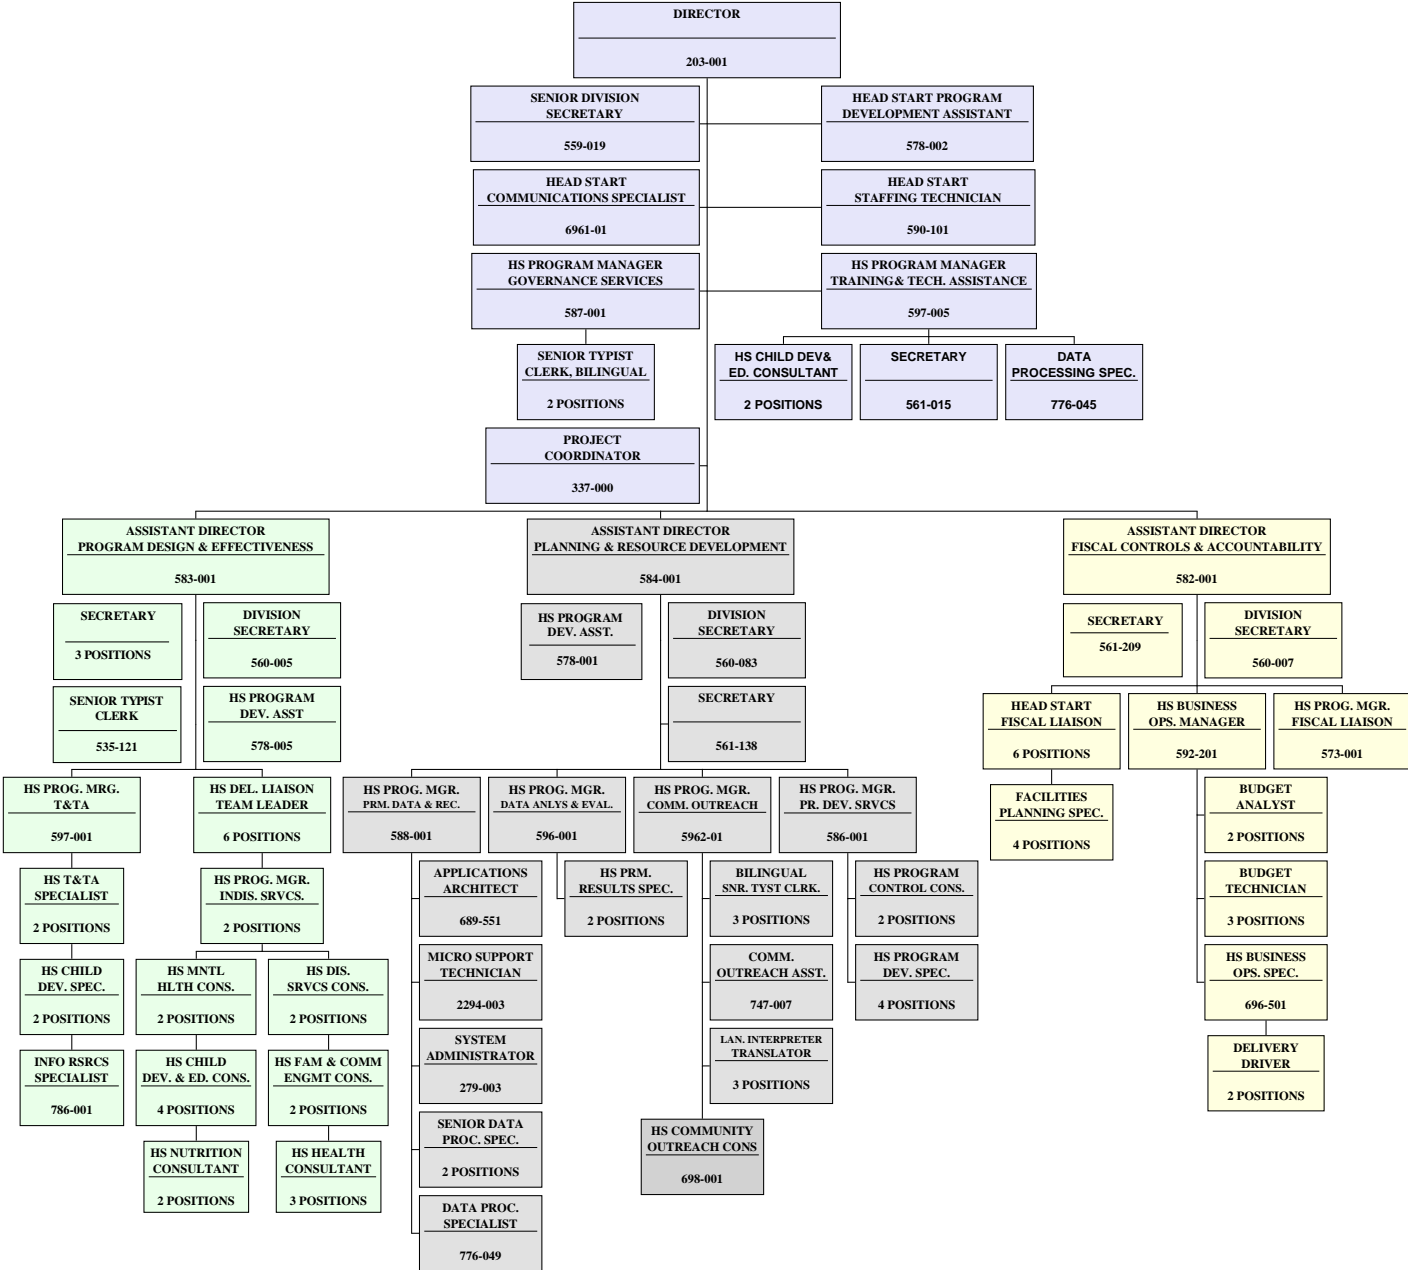 DIRECTOR
203-001
SENIOR DIVISION
SECRETARY
559-019
HEAD START PROGRAM
DEVELOPMENT ASSISTANT
578-002
HEAD START
COMMUNICATIONS SPECIALIST
6961-01
HEAD START
STAFFING TECHNICIAN
590-101
HS PROGRAM MANAGER
GOVERNANCE SERVICES
587-001
HS PROGRAM MANAGER
TRAINING& TECH. ASSISTANCE
597-005
SENIOR TYPIST
CLERK, BILINGUAL
2 POSITIONS
HS CHILD DEV&
ED. CONSULTANT
2 POSITIONS
SECRETARY
561-015
DATA
PROCESSING SPEC.
776-045
PROJECT
COORDINATOR
337-000
ASSISTANT DIRECTOR
PROGRAM DESIGN & EFFECTIVENESS
583-001
ASSISTANT DIRECTOR
PLANNING & RESOURCE DEVELOPMENT
584-001
ASSISTANT DIRECTOR
FISCAL CONTROLS & ACCOUNTABILITY
582-001
SECRETARY
3 POSITIONS
DIVISION
SECRETARY
560-005
SENIOR TYPIST
CLERK
535-121
HS PROGRAM
DEV. ASST
578-005
HS PROG. MRG.
T&TA
597-001
HS DEL. LIAISON
TEAM LEADER
6 POSITIONS
HS T&TA
SPECIALIST
2 POSITIONS
HS PROG. MGR.
INDIS. SRVCS.
2 POSITIONS
HS CHILD
DEV. SPEC.
2 POSITIONS
HS MNTL
HLTH CONS.
2 POSITIONS
HS DIS.
SRVCS CONS.
2 POSITIONS
INFO RSRCS
SPECIALIST
786-001
HS CHILD
DEV. & ED. CONS.
4 POSITIONS
HS FAM & COMM
ENGMT CONS.
2 POSITIONS
HS NUTRITION
CONSULTANT
2 POSITIONS
HS HEALTH
CONSULTANT
3 POSITIONS
HS PROGRAM
DEV. ASST.
578-001
DIVISION
SECRETARY
560-083
SECRETARY
561-138
HS PROG. MGR.
PRM. DATA & REC.
588-001
HS PROG. MGR.
DATA ANLYS & EVAL.
596-001
HS PROG. MGR.
COMM. OUTREACH
5962-01
HS PROG. MGR.
PR. DEV. SRVCS
586-001
APPLICATIONS
ARCHITECT
689-551
HS PRM.
RESULTS SPEC.
2 POSITIONS
BILINGUAL
SNR. TYST CLRK.
3 POSITIONS
HS PROGRAM
CONTROL CONS.
2 POSITIONS
MICRO SUPPORT
TECHNICIAN
2294-003
COMM.
OUTREACH ASST.
747-007
HS PROGRAM
DEV. SPEC.
4 POSITIONS
SYSTEM
ADMINISTRATOR
279-003
LAN. INTERPRETER
TRANSLATOR
3 POSITIONS
SENIOR DATA
PROC. SPEC.
2 POSITIONS
HS COMMUNITY
OUTREACH CONS
698-001
DATA PROC.
SPECIALIST
776-049
SECRETARY
561-209
DIVISION
SECRETARY
560-007
HEAD START
FISCAL LIAISON
6 POSITIONS
HS BUSINESS
OPS. MANAGER
592-201
HS PROG. MGR.
FISCAL LIAISON
573-001
FACILITIES
PLANNING SPEC.
4 POSITIONS
BUDGET
ANALYST
2 POSITIONS
BUDGET
TECHNICIAN
3 POSITIONS
HS BUSINESS
OPS. SPEC.
696-501
DELIVERY
DRIVER
2 POSITIONS